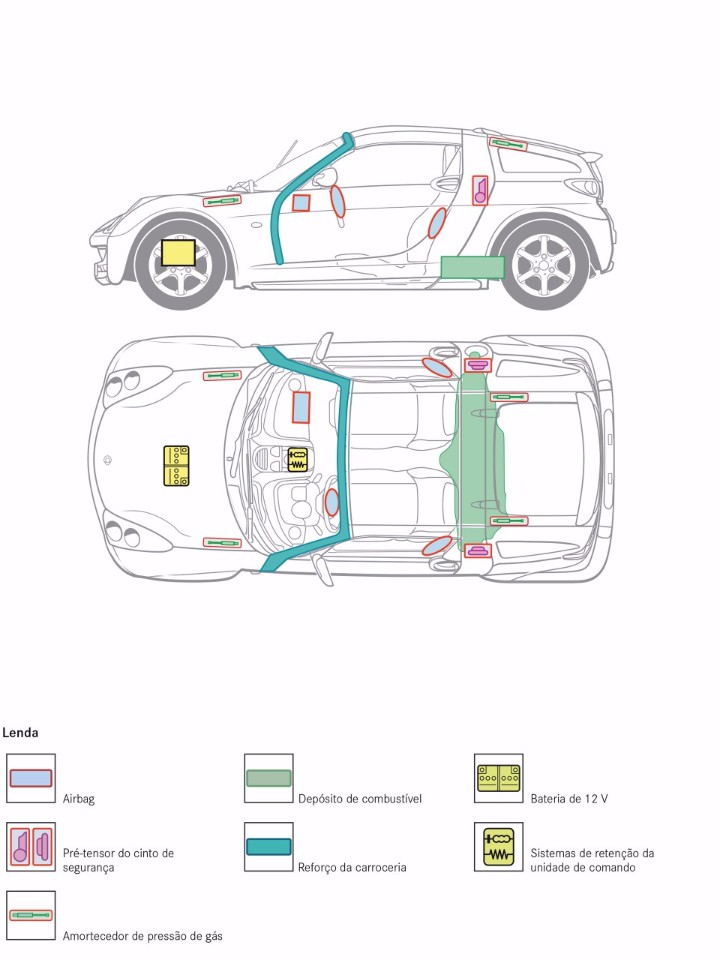 Lenda
Airbag
Depósito de combustível
Bateria de 12 V
Pré-tensor do cinto de
segurança
Reforço da carroceria
Sistemas de retenção da
unidade de comando
Amortecedor de pressão de gás